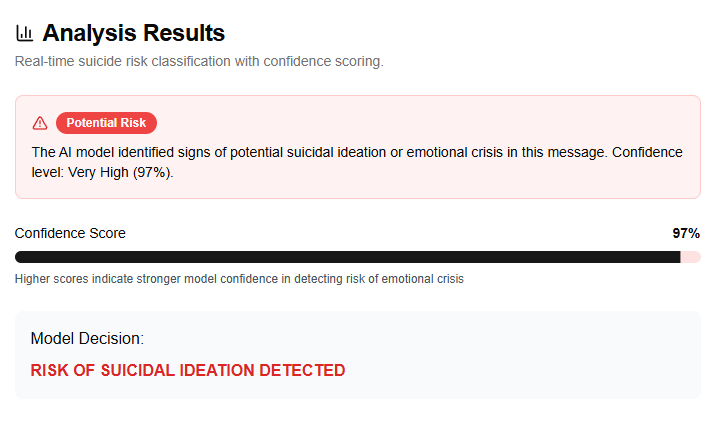 Analysis Results
Real-time suicide risk classification with confidence scoring.
Potential Risk
The AI model identified signs of potential suicidal ideation or emotional crisis in this message. Confidence
level: Very High (97%).
Confidence Score 97%
Higher scores indicate stronger model confidence in detecting risk of emotional crisis
Model Decision:
RISK OF SUICIDAL IDEATION DETECTED